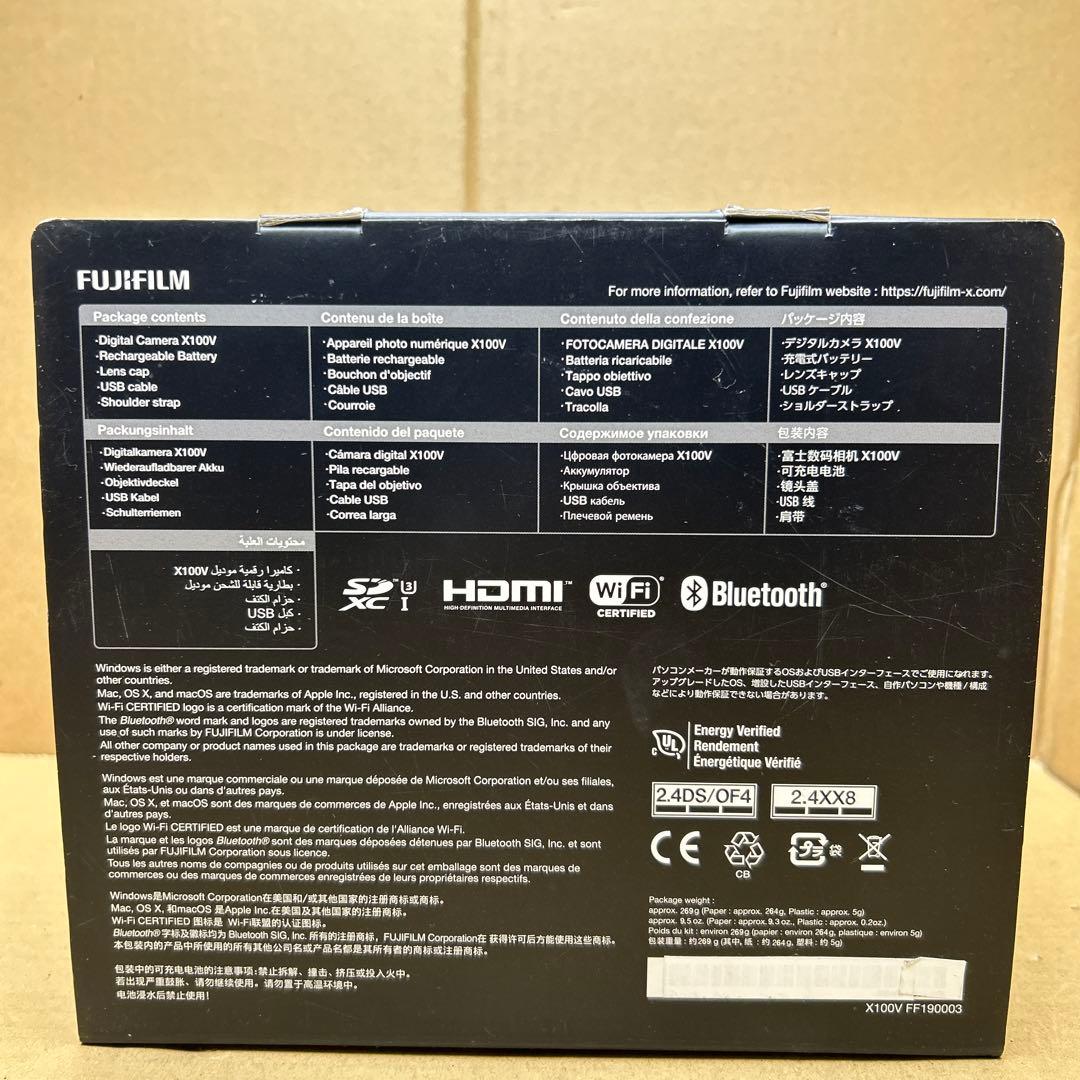 FUJIFILM
For more information, refer to Fujifilm website : https://fujifilm-x.com/
Package contents
·Digital Camera X100V
·Rechargeable Battery
·Lens cap
·USB cable
·Shoulder strap
Contenu de la boîte
·Appareil photo numérique X100V
·Batterie rechargeable
·Bouchon d'objectif
·Câble USB
·Courroie
Contenuto della confezione
·FOTOCAMERA DIGITALE X100V
·Batteria ricaricabile
·Tappo obiettivo
·Cavo USB
·Tracolla
パッケージ内容
·デジタルカメラ X100V
·充電式バッテリー
·レンズキャップ
·USB ケーブル
·ショルダーストラップ
Packungsinhalt
·Digitalkamera X100V
·Wiederaufladbarer Akku
·Objektivdeckel
·USB Kabel
·Schulterriemen
Contenido del paquete
·Cámara digital X100V
·Pila recargable
·Tapa del objetivo
·Cable USB
·Correa larga
Содержимое упаковки
·Цфровая фотокамера X100V
·Аккумулятор
·Крышка объектива
·USB кабель
·Плечевой ремень
包装内容
·富士数码相机 X100V
·可充电电池
·镜头盖
·USB 线
·肩带
محتويات العلبة
· كاميرا رقمية موديل X100V
· بطارية قابلة للشحن موديل
· حزام الكتف
· كبل USB
· حزام الكتف
SD XC ™ U3 I
HDMI™
HIGH-DEFINITION MULTIMEDIA INTERFACE
Wi Fi®
CERTIFIED
Bluetooth®
Windows is either a registered trademark or trademark of Microsoft Corporation in the United States and/or
other countries.
Mac, OS X, and macOS are trademarks of Apple Inc., registered in the U.S. and other countries.
Wi-Fi CERTIFIED logo is a certification mark of the Wi-Fi Alliance.
The Bluetooth® word mark and logos are registered trademarks owned by the Bluetooth SIG, Inc. and any
use of such marks by FUJIFILM Corporation is under license.
All other company or product names used in this package are trademarks or registered trademarks of their
respective holders.
Windows est une marque commerciale ou une marque déposée de Microsoft Corporation et/ou ses filiales,
aux États-Unis ou dans d'autres pays.
Mac, OS X, et macOS sont des marques de commerces de Apple Inc., enregistrées aux États-Unis et dans
d'autres pays.
Le logo Wi-Fi CERTIFIED est une marque de certification de l'Alliance Wi-Fi.
La marque et les logos Bluetooth® sont des marques déposées détenues par Bluetooth SIG, Inc. et sont
utilisés par FUJIFILM Corporation sous licence.
Tous les autres noms de compagnies ou de produits utilisés sur cet emballage sont des marques de
commerces ou des marques de commerces enregistrées de leurs propriétaires respectifs.
Windows是Microsoft Corporation在美国和/或其他国家的注册商标或商标。
Mac, OS X, 和macOS 是Apple Inc.在美国及其他国家的注册商标。
Wi-Fi CERTIFIED 图标是 Wi-Fi联盟的认证图标。
Bluetooth®字标及徽标均为 Bluetooth SIG, Inc. 所有的注册商标，FUJIFILM Corporation在 获得许可后方能使用这些商标。
本包装内的产品中所使用的所有其他公司名或产品名都是其所有者的商标或注册商标。
包装中的可充电电池的注意事项：禁止拆解、撞击、挤压或投入火中。
若出现严重鼓胀、请勿继续使用。请勿置于高温环境中。
电池浸水后禁止使用！
パソコンメーカーが動作保証するOSおよびUSBインターフェースでご使用になれます。
アップグレードしたOS、増設したUSBインターフェース、自作パソコンや機種/構成
などにより動作保証できない場合があります。
c UL
Energy Verified
Rendement
Énergétique Vérifié
2.4DS/OF4
2.4XX8
CE
CB
袋
Package weight :
approx. 269 g (Paper : approx. 264g, Plastic : approx. 5g)
approx. 9.5 oz. (Paper : approx. 9.3 oz., Plastic : approx. 0.2oz.)
Poids du kit : environ 269g (papier : environ 264g, plastique : environ 5g)
包装重量 : 约 269 g (其中, 纸 : 约 264g, 塑料 : 约 5g)
X100V FF190003